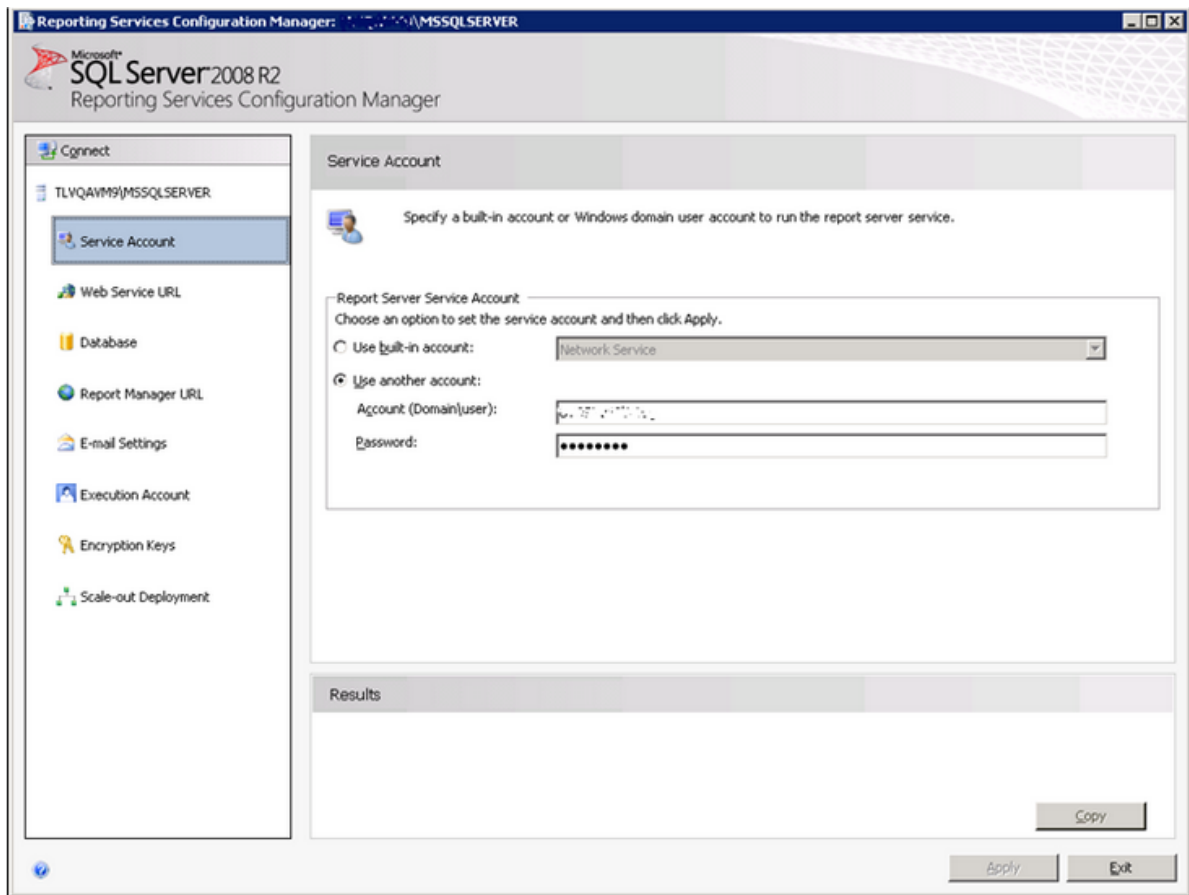 Reporting Services Configuration Manager: \MSSQLSERVER
Microsoft®
SQL Server 2008 R2
Reporting Services Configuration Manager
Connect
TLVQAVM9\MSSQLSERVER
Service Account
Web Service URL
Database
Report Manager URL
E-mail Settings
Execution Account
Encryption Keys
Scale-out Deployment
Service Account
Specify a built-in account or Windows domain user account to run the report server service.
Report Server Service Account
Choose an option to set the service account and then click Apply.
Use built-in account:
Network Service
Use another account:
Account (Domain\user):
Password:
••••••••
Results
Copy
Apply
Exit